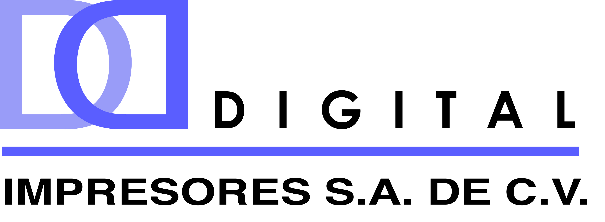 DIGITAL
IMPRESORES S.A. DE C.V.